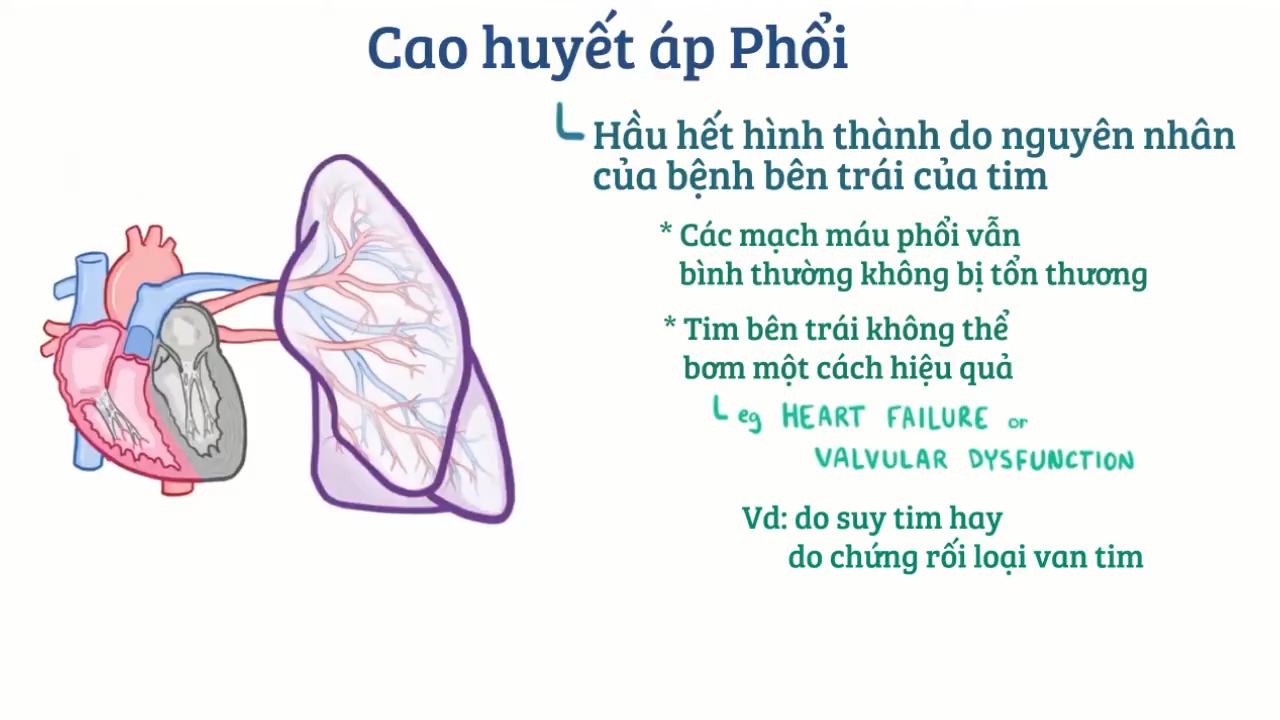 Cao huyết áp Phổi
Hầu hết hình thành do nguyên nhân
của bệnh bên trái của tim
* Các mạch máu phổi vẫn
bình thường không bị tổn thương
* Tim bên trái không thể
bơm một cách hiệu quả
eg HEART FAILURE or
VALVULAR DYSFUNCTION
Vd: do suy tim hay
do chứng rối loại van tim